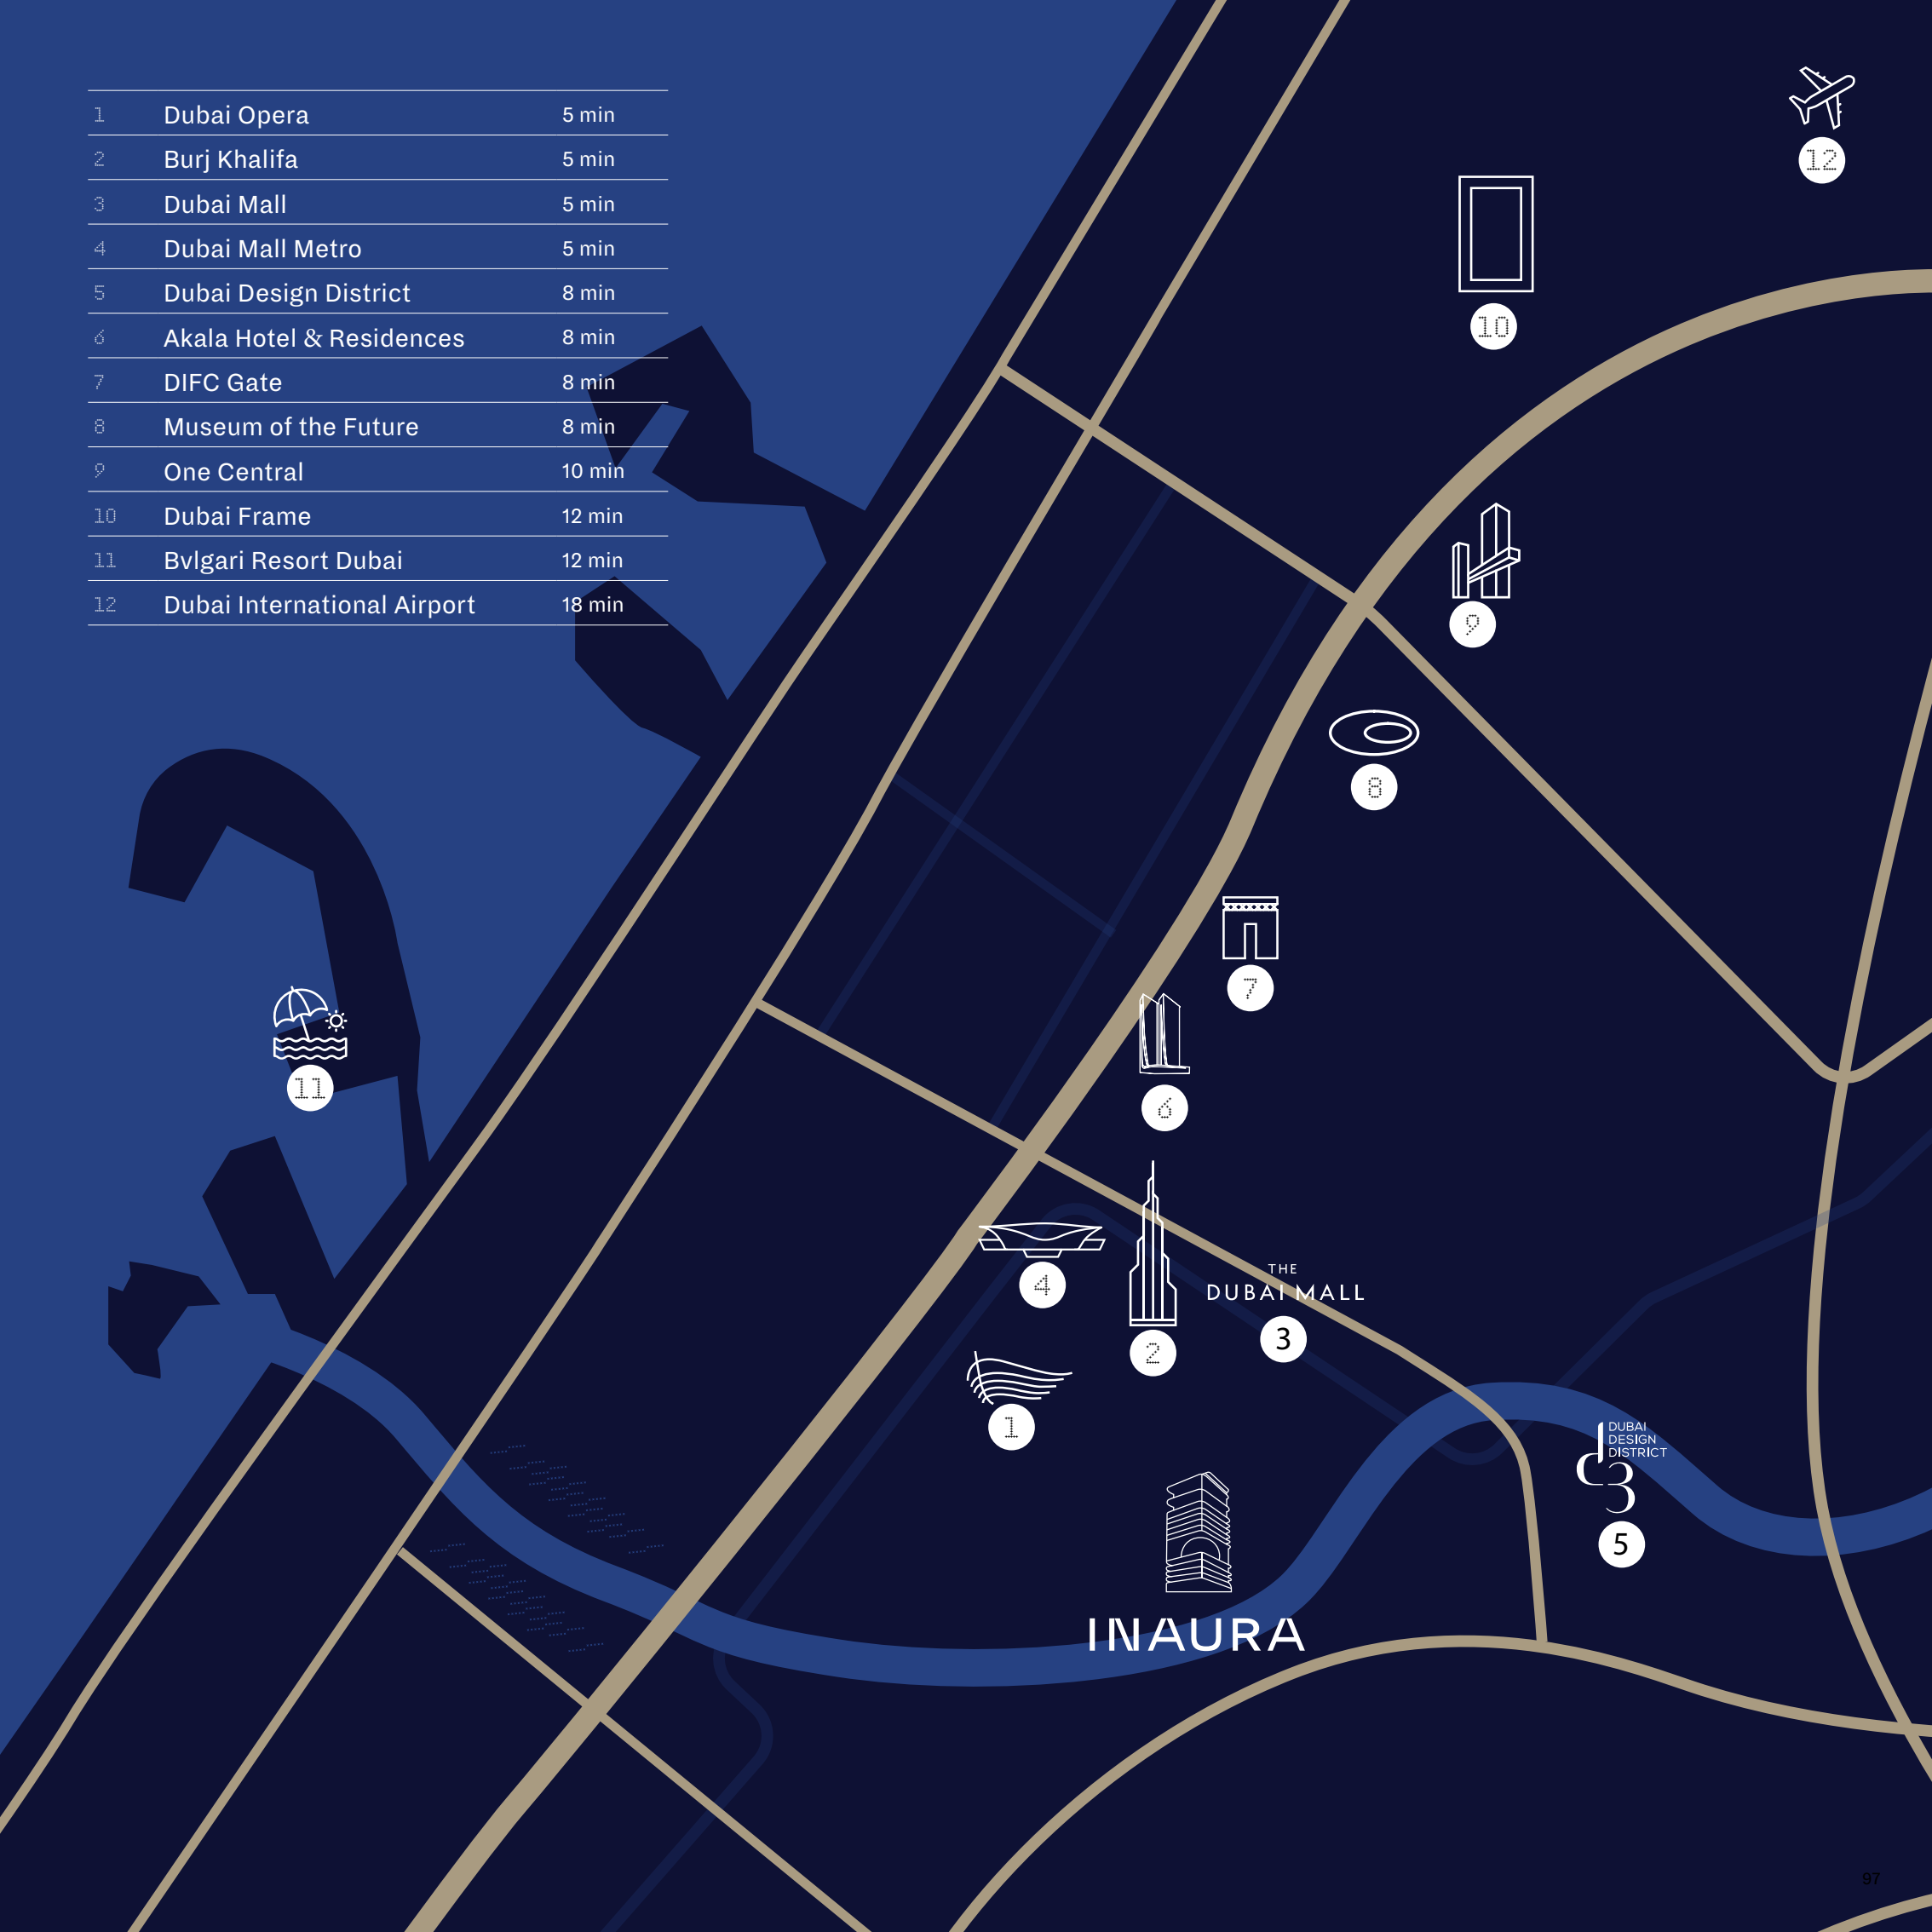 1 Dubai Opera 5 min
2 Burj Khalifa 5 min
3 Dubai Mall 5 min
4 Dubai Mall Metro 5 min
5 Dubai Design District 8 min
6 Akala Hotel & Residences 8 min
7 DIFC Gate 8 min
8 Museum of the Future 8 min
9 One Central 10 min
10 Dubai Frame 12 min
11 Bvlgari Resort Dubai 12 min
12 Dubai International Airport 18 min
12
10
9
8
7
11
6
4
THE
DUBAI MALL
3
2
1
DUBAI
DESIGN
DISTRICT
d3
5
INAURA
97